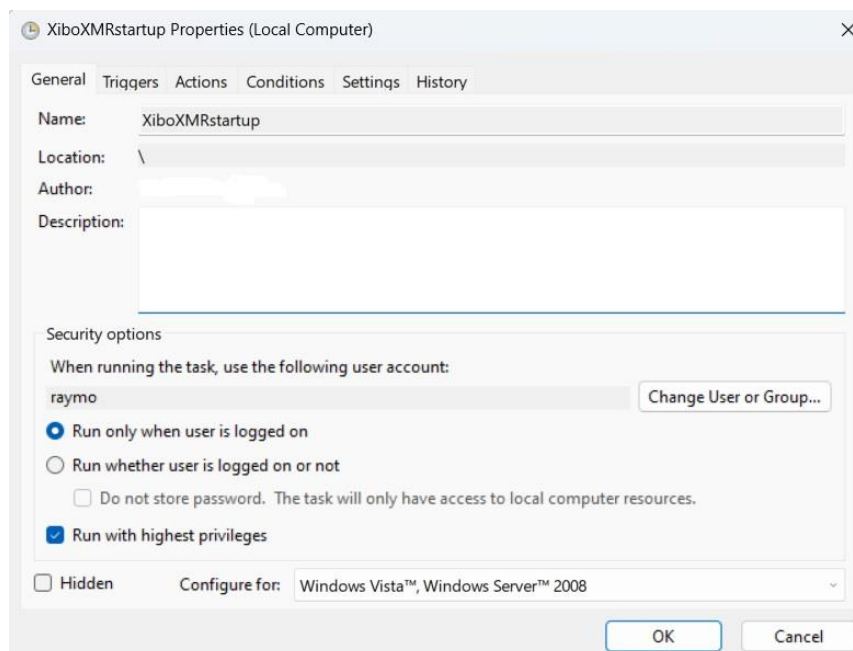 XiboXMRstartup Properties (Local Computer)
General Triggers Actions Conditions Settings History
Name: XiboXMRstartup
Location: \
Author:
Description:
Security options
When running the task, use the following user account:
raymo Change User or Group...
Run only when user is logged on
Run whether user is logged on or not
Do not store password. The task will only have access to local computer resources.
Run with highest privileges
Hidden Configure for: Windows Vista™, Windows Server™ 2008
OK Cancel